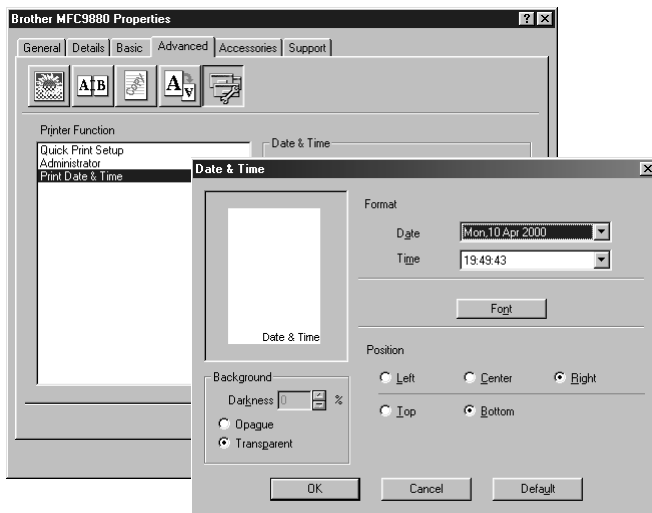 Brother MFC9880 Properties
General Details Basic Advanced Accessories Support
A B
A
Printer Function
Quick Print Setup
Administrator
Print Date & Time
Date & Time
Date & Time
Date & Time
Format
Date Mon,10 Apr 2000
Time 19:49:43
Font
Position
Left Center Right
Top Bottom
Background
Darkness 0 %
Opaque
Transparent
OK Cancel Default